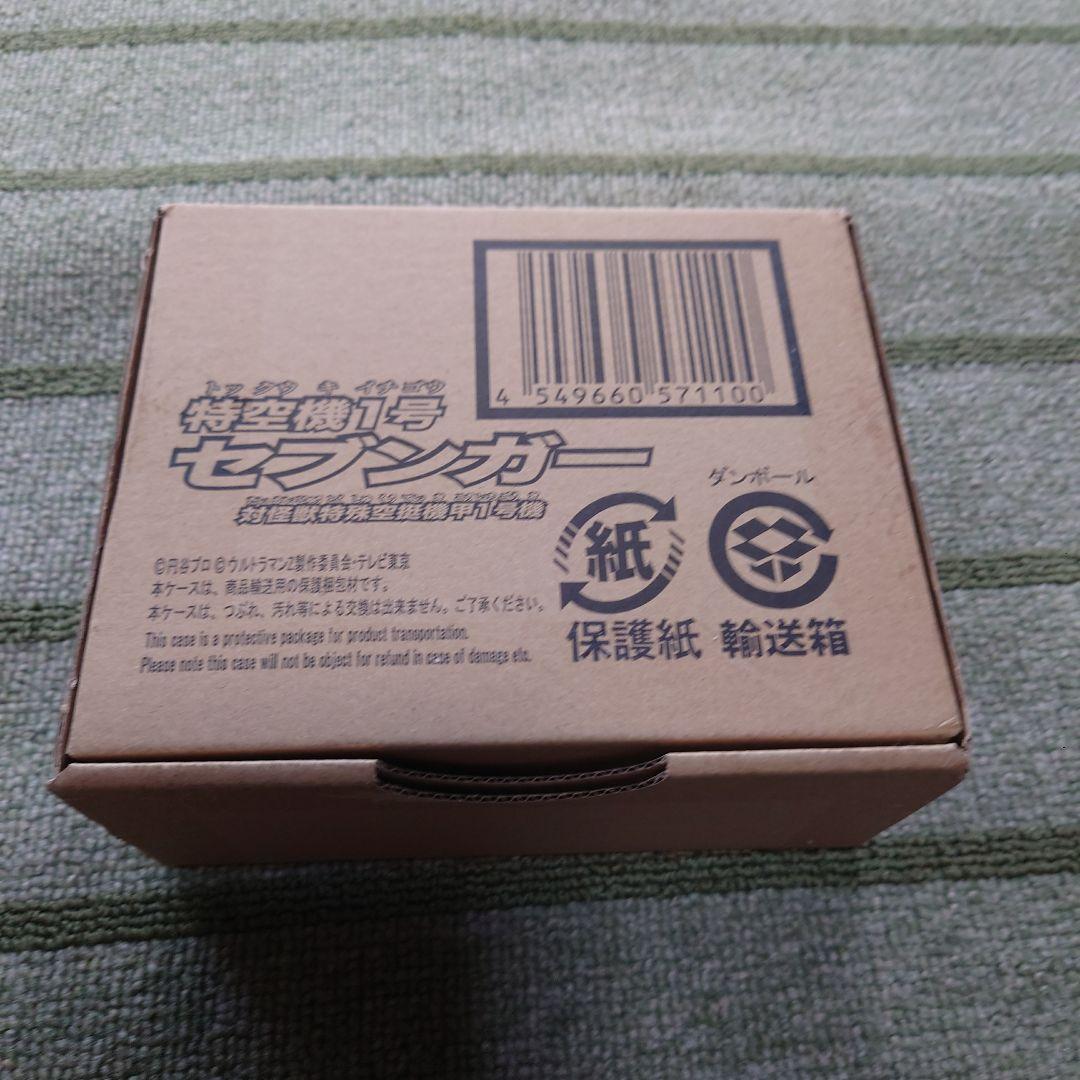 4 549660 571100
トックウキイチゴウ
特空機1号
セブンガー
対怪獣特殊空挺機甲1号機
ダンボール
紙
保護紙 輸送箱
©円谷プロ ©ウルトラマンZ製作委員会・テレビ東京
本ケースは、商品輸送用の保護梱包材です。
本ケースは、つぶれ、汚れ等による交換は出来ません。ご了承ください。
This case is a protective package for product transportation.
Please note this case will not be object for refund in case of damage etc.